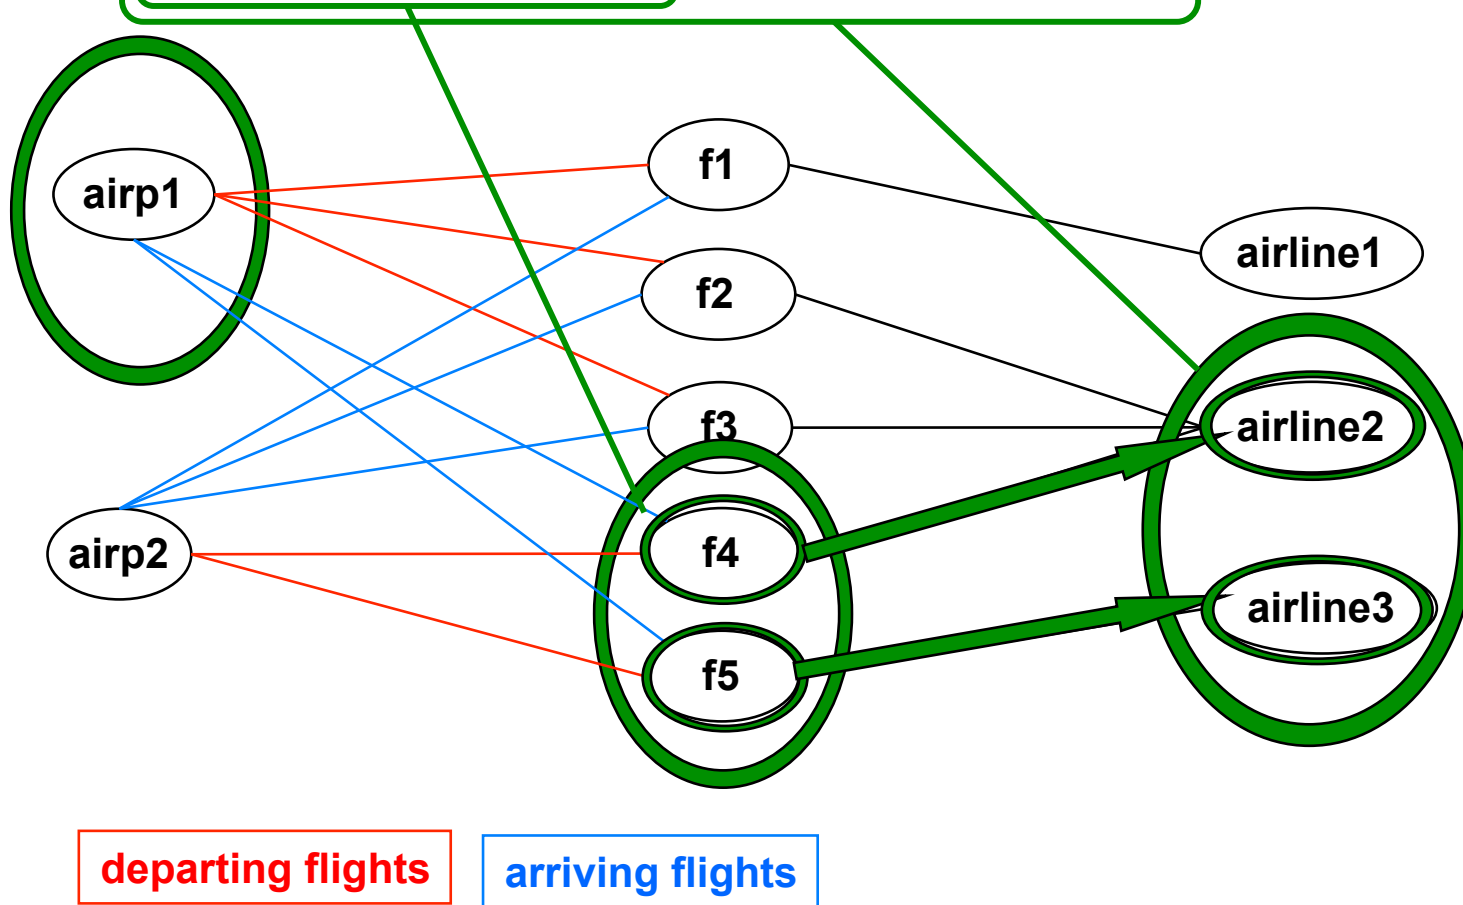 f1
airp1
airline1
f2
f3
airline2
f4
airp2
airline3
f5
departing flights
arriving flights